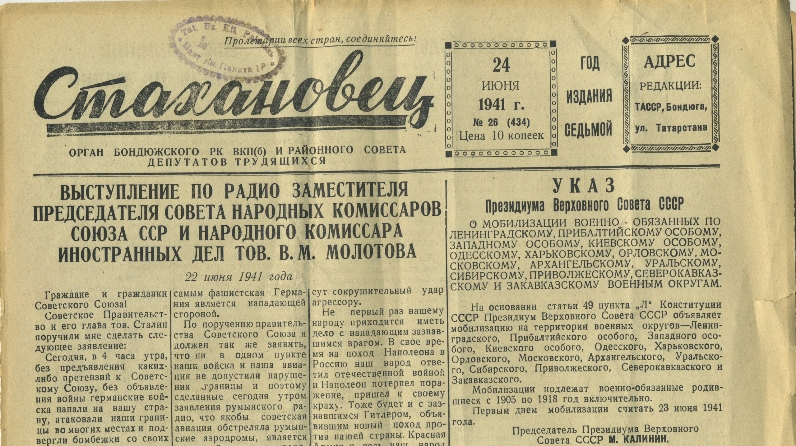 Пролетарии всех стран, соединяйтесь!
Стахановец
ОРГАН БОНДЮЖСКОГО РК ВКП(б) И РАЙОННОГО СОВЕТА
ДЕПУТАТОВ ТРУДЯЩИХСЯ
24
ИЮНЯ
1941 г.
№ 26 (434)
Цена 10 копеек
ГОД
ИЗДАНИЯ
СЕДЬМОЙ
АДРЕС
РЕДАКЦИИ:
ТАССР, Бондюга,
ул. Татарстана
ВЫСТУПЛЕНИЕ ПО РАДИО ЗАМЕСТИТЕЛЯ
ПРЕДСЕДАТЕЛЯ СОВЕТА НАРОДНЫХ КОМИССАРОВ
СОЮЗА ССР И НАРОДНОГО КОМИССАРА
ИНОСТРАННЫХ ДЕЛ ТОВ. В. М. МОЛОТОВА
22 июня 1941 года
Граждане и гражданки
Советского Союза!
Советское Правительст-
во и его глава тов. Сталин
поручили мне сделать сле-
дующее заявление:
Сегодня, в 4 часа утра,
без предъявления каких-
либо претензий к Советс-
кому Союзу, без объявле-
ния войны германские вой-
ска напали на нашу стра-
ну, атаковали наши грани-
цы во многих местах и под-
вергли бомбежки со своих
самым фашистская Герма-
ния является нападающей
стороной.
По поручению правитель-
ства Советского Союза я
должен так же заявить,
что ни в одном пункте
наши войска и наша авиа-
ция не допустили наруше-
ния границы и поэтому
сделанные сегодня утром
заявления румынского ра-
дио, что якобы советская
авиация обстреляла румын-
ские аэродромы, является
сут сокрушительный удар
агрессору.
Не первый раз нашему
народу приходится иметь
дело с нападающим зазнав-
шимся врагом. В свое вре-
мя на поход Наполеона в
Россию наш народ ответ
тил отечественной войной
и Наполеон потерпел пора-
жение, пришел к своему
краху. Тоже будет и с за-
знавшимся Гитлером, объя-
вившим новый поход про-
тив нашей страны. Красная
УКАЗ
Президиума Верховного Совета СССР
О МОБИЛИЗАЦИИ ВОЕННО - ОБЯЗАННЫХ ПО
ЛЕНИНГРАДСКОМУ, ПРИБАЛТИЙСКОМУ ОСОБОМУ,
ЗАПАДНОМУ ОСОБОМУ, КИЕВСКОМУ ОСОБОМУ,
ОДЕССКОМУ, ХАРЬКОВСКОМУ, ОРЛОВСКОМУ, МО-
СКОВСКОМУ, АРХАНГЕЛЬСКОМУ, УРАЛЬСКОМУ,
СИБИРСКОМУ, ПРИВОЛЖЕСКОМУ, СЕВЕРОКАВКАЗ-
СКОМУ И ЗАКАВКАЗСКОМУ ВОЕННЫМ ОКРУГАМ.
На основании статьи 49 пункта „Л" Конституции
СССР Президиум Верховного Совета СССР объявляет
мобилизацию на территории военных округов—Ленин-
градского, Прибалтийского особого, Западного осо-
бого, Киевского особого, Одесского, Харьковского,
Орловского, Московского, Архангельского, Уральско-
го, Сибирского, Приволжеского, Северокавказского и
Закавказского.
Мобилизации подлежат военно-обязанные родив-
шиеся с 1905 по 1918 год включительно.
Первым днем мобилизации считать 23 июня 1941
года.
Председатель Президиума Верховного
Совета СССР М. КАЛИНИН.